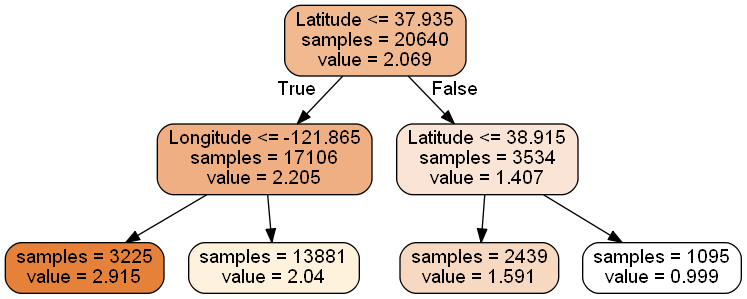 Latitude <= 37.935
samples = 20640
value = 2.069
True
False
Longitude <= -121.865
samples = 17106
value = 2.205
Latitude <= 38.915
samples = 3534
value = 1.407
samples = 3225
value = 2.915
samples = 13881
value = 2.04
samples = 2439
value = 1.591
samples = 1095
value = 0.999